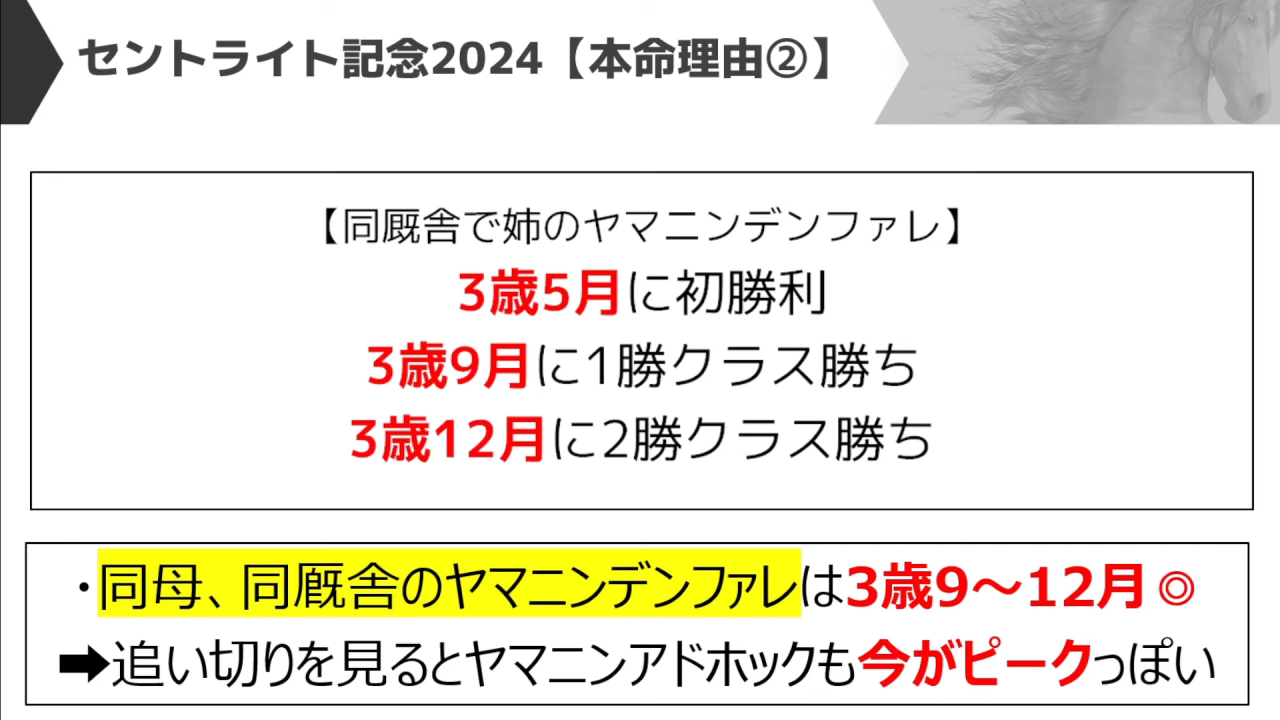 セントライト記念2024【本命理由②】
【同厩舎で姉のヤマニンデンファレ】
3歳5月に初勝利
3歳9月に1勝クラス勝ち
3歳12月に2勝クラス勝ち
・同母、同厩舎のヤマニンデンファレは3歳9～12月◎
➡追い切りを見るとヤマニンアドホックも今がピークっぽい